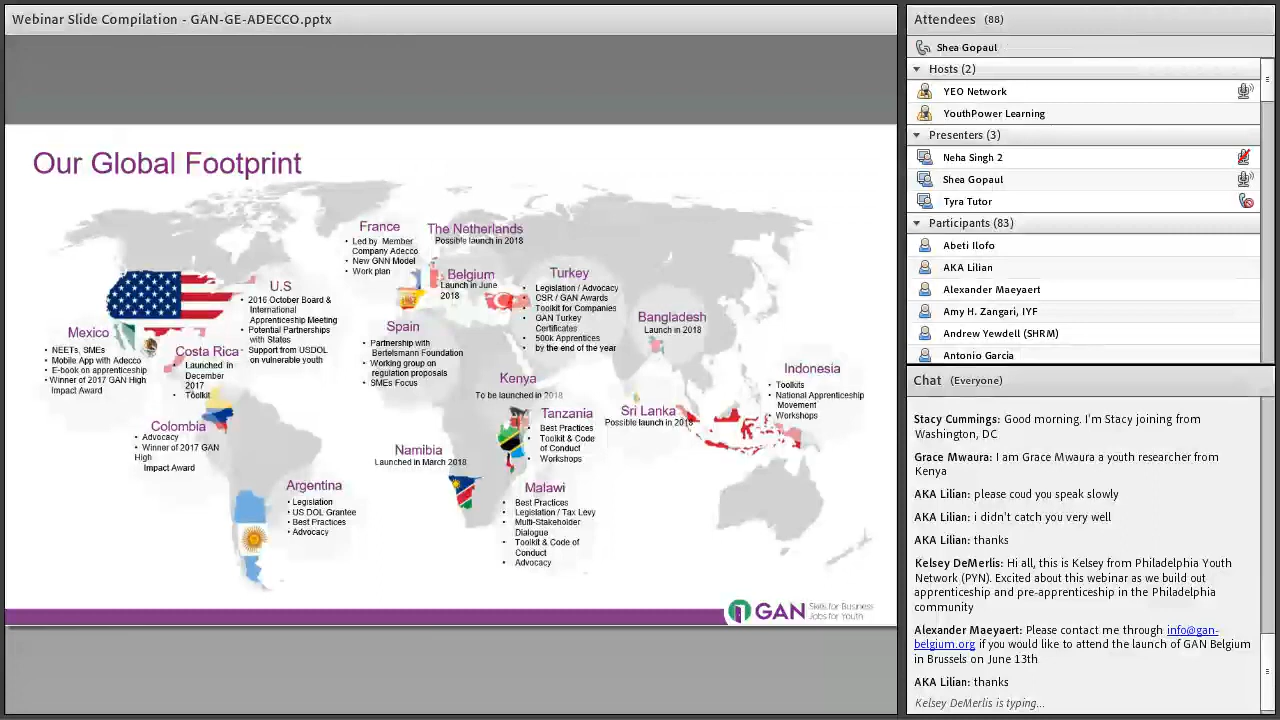 Webinar Slide Compilation - GAN-GE-ADECCO.pptx
Our Global Footprint
France
• Led by Member
Company Adecco
• New GNN Model
• Work plan
The Netherlands
Possible launch in 2018
Belgium
Launch in June
2018
Turkey
• Legislation / Advocacy
• CSR / GAN Awards
• Toolkit for Companies
• GAN Turkey
Certificates
• 500k Apprentices
• by the end of the year
U.S
• 2016 October Board &
International
Apprenticeship Meeting
• Potential Partnerships
with States
• Support from USDOL
on vulnerable youth
Mexico
• NEETs, SMEs
• Mobile App with Adecco
• E-book on apprenticeship
• Winner of 2017 GAN High
Impact Award
Costa Rica
• Launched in
December
2017
• Toolkit
Spain
• Partnership with
Bertelsmann Foundation
• Working group on
regulation proposals
• SMEs Focus
Bangladesh
Launch in 2018
Indonesia
• Toolkits
• National Apprenticeship
Movement
• Workshops
Kenya
To be launched in 2018
Tanzania
• Best Practices
• Toolkit & Code
of Conduct
• Workshops
Sri Lanka
Possible launch in 2018
Colombia
• Advocacy
• Winner of 2017 GAN
High
Impact Award
Namibia
Launched in March 2018
Argentina
• Legislation
• US DOL Grantee
• Best Practices
• Advocacy
Malawi
• Best Practices
• Legislation / Tax Levy
• Multi-Stakeholder
Dialogue
• Toolkit & Code of
Conduct
• Advocacy
GAN
Skills for Business
Jobs for Youth
Attendees (88)
Shea Gopaul
Hosts (2)
YEO Network
YouthPower Learning
Presenters (3)
Neha Singh 2
Shea Gopaul
Tyra Tutor
Participants (83)
Abeti Ilofo
AKA Lilian
Alexander Maeyaert
Amy H. Zangari, IYF
Andrew Yewdell (SHRM)
Antonio Garcia
Chat (Everyone)
Stacy Cummings: Good morning. I'm Stacy joining from
Washington, DC
Grace Mwaura: I am Grace Mwaura a youth researcher from
Kenya
AKA Lilian: please coud you speak slowly
AKA Lilian: i didn't catch you very well
AKA Lilian: thanks
Kelsey DeMerlis: Hi all, this is Kelsey from Philadelphia Youth
Network (PYN). Excited about this webinar as we build out
apprenticeship and pre-apprenticeship in the Philadelphia
community
Alexander Maeyaert: Please contact me through info@gan-
belgium.org if you would like to attend the launch of GAN Belgium
in Brussels on June 13th
AKA Lilian: thanks
Kelsey DeMerlis is typing...